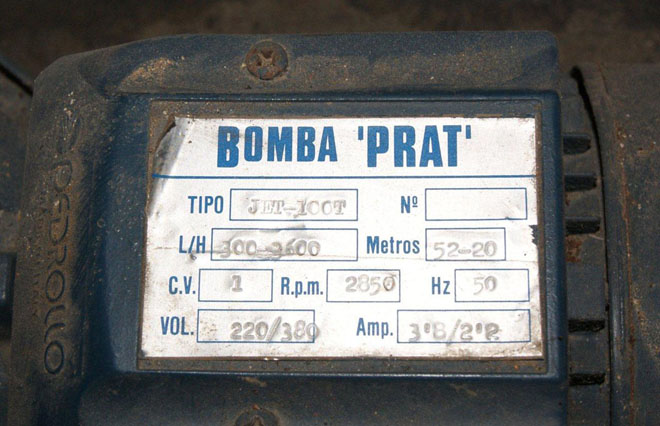 BOMBA 'PRAT'
TIPO JET-100T Nº
L/H 300-3600 Metros 52-20
C.V. 1 R.p.m. 2850 Hz 50
VOL. 220/380 Amp. 3'8/2'2
PEDROLLO